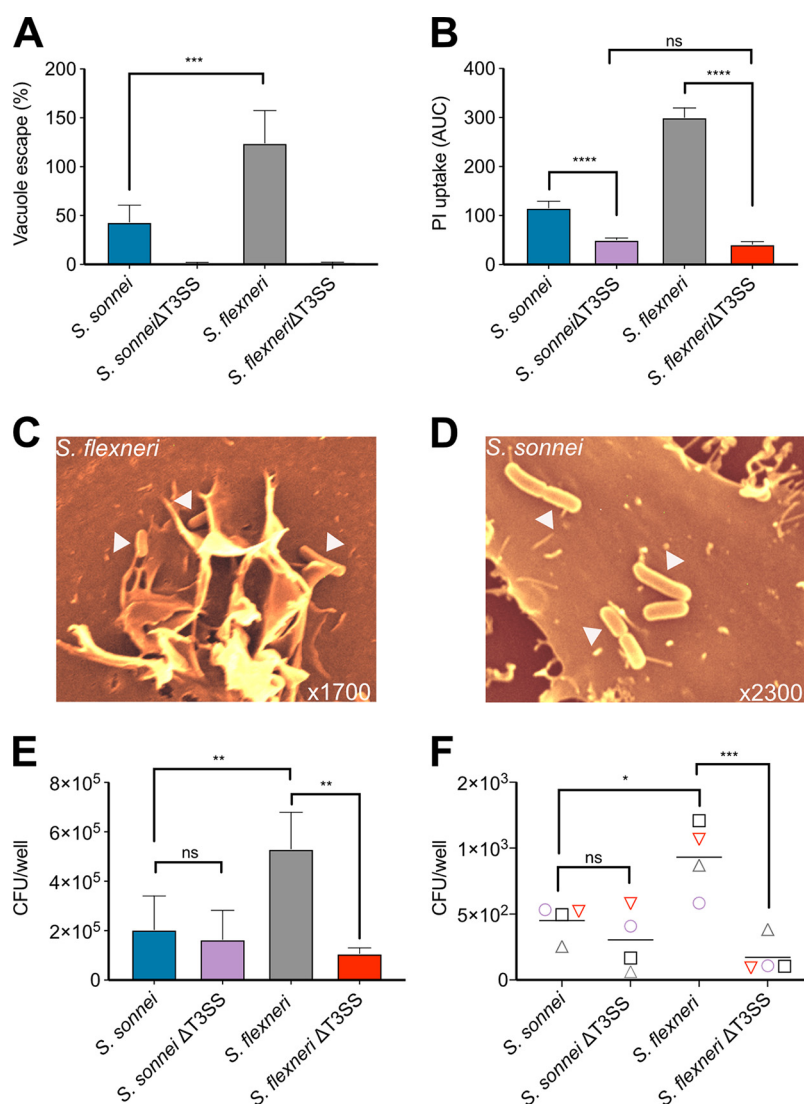 A
Vacuole escape (%)
200
150
100
50
0
***
S. sonnei
S. sonneiΔT3SS
S. flexneri
S. flexneriΔT3SS
B
PI uptake (AUC)
400
300
200
100
0
ns
****
****
S. sonnei
S. sonneiΔT3SS
S. flexneri
S. flexneriΔT3SS
C
S. flexneri
x1700
D
S. sonnei
x2300
E
CFU/well
8×10⁵
6×10⁵
4×10⁵
2×10⁵
0
**
**
ns
S. sonnei
S. sonnei ΔT3SS
S. flexneri
S. flexneri ΔT3SS
F
CFU/well
2×10³
1×10³
5×10²
0
***
*
ns
S. sonnei
S. sonnei ΔT3SS
S. flexneri
S. flexneri ΔT3SS